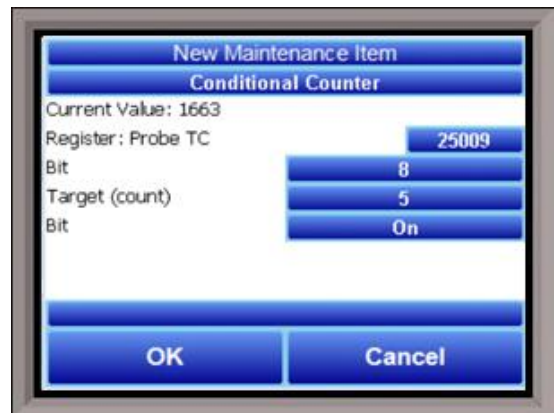 New Maintenance Item
Conditional Counter
Current Value: 1663
Register: Probe TC 25009
Bit 8
Target (count) 5
Bit On
OK Cancel